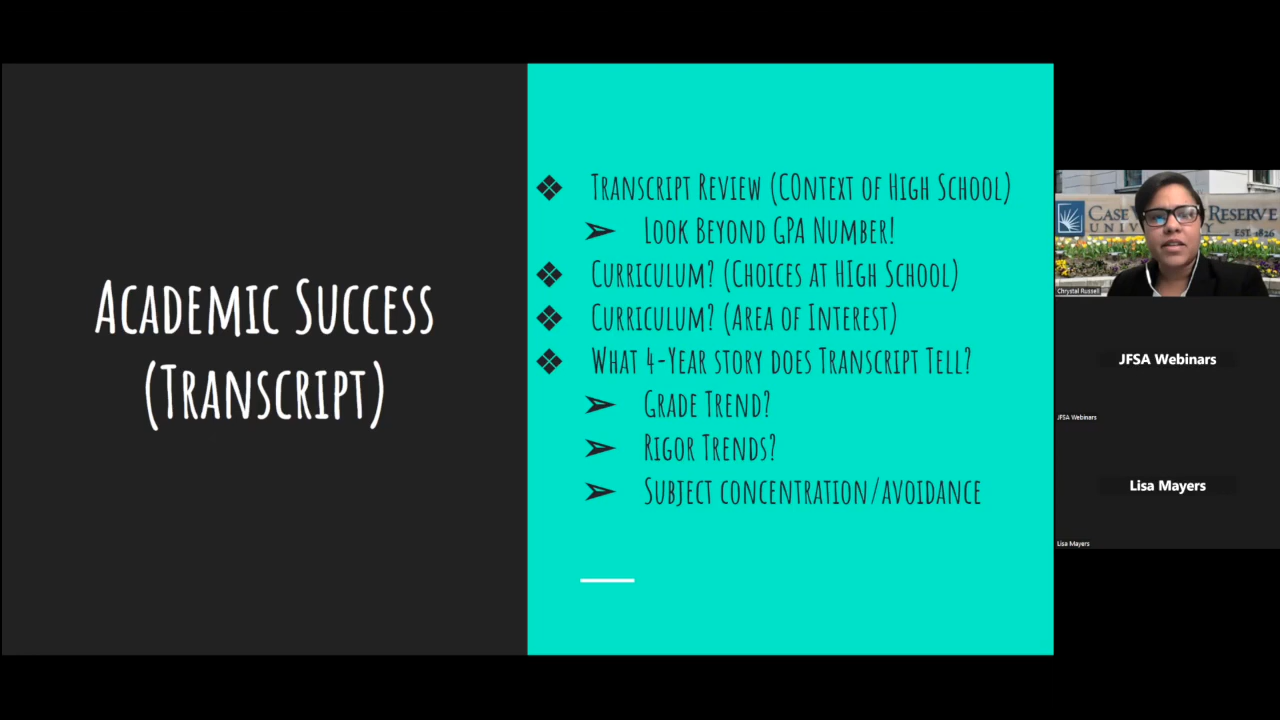 Academic Success
(Transcript)
❖ Transcript Review (COntext of High School)
➢ Look Beyond GPA Number!
❖ Curriculum? (Choices at HIgh School)
❖ Curriculum? (Area of Interest)
❖ What 4-Year story does Transcript Tell?
➢ Grade Trend?
➢ Rigor Trends?
➢ Subject concentration/avoidance
Case Reserve
EST. 1826
Chrystal Russell
JFSA Webinars
JFSA Webinars
Lisa Mayers
Lisa Mayers